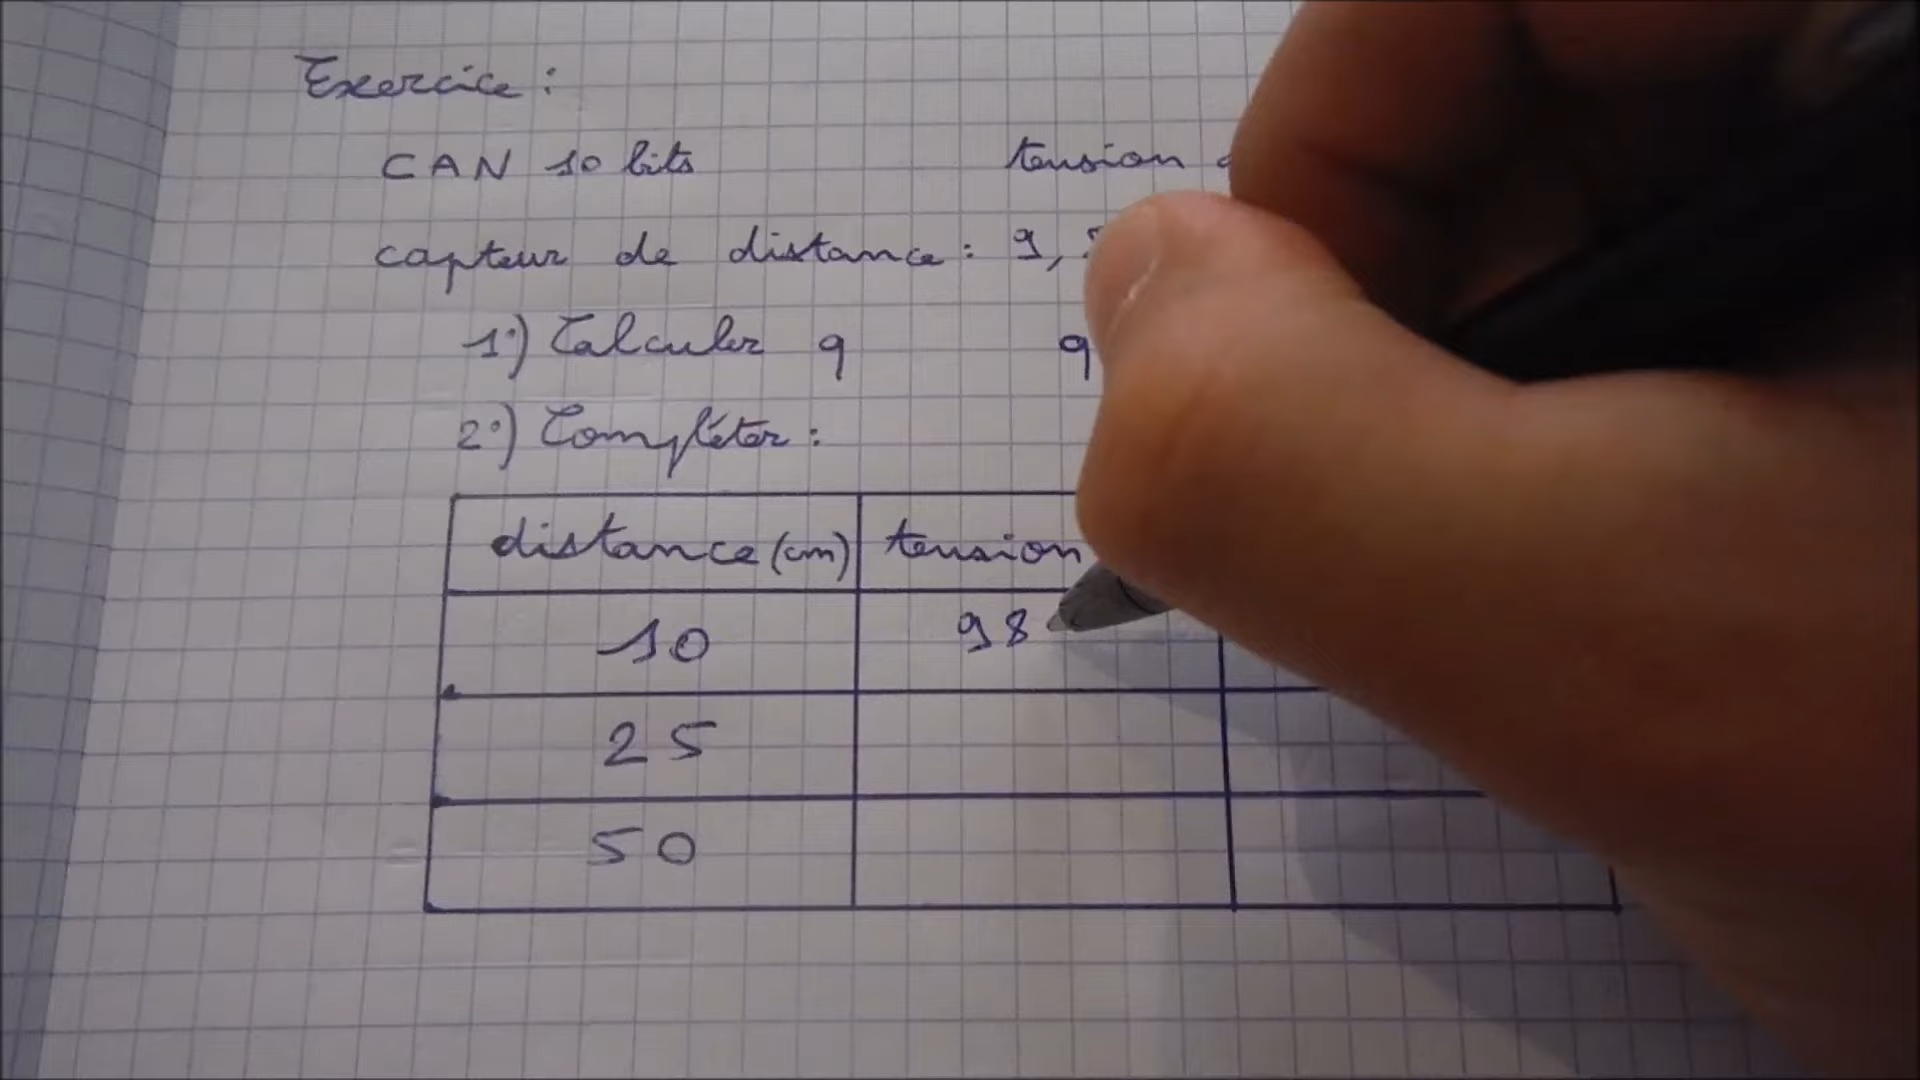 Exercice :
CAN 10 bits tension
capteur de distance : 9,
1°) Calculer q q
2°) Compléter :
distance (cm) tension
10 98
25
50